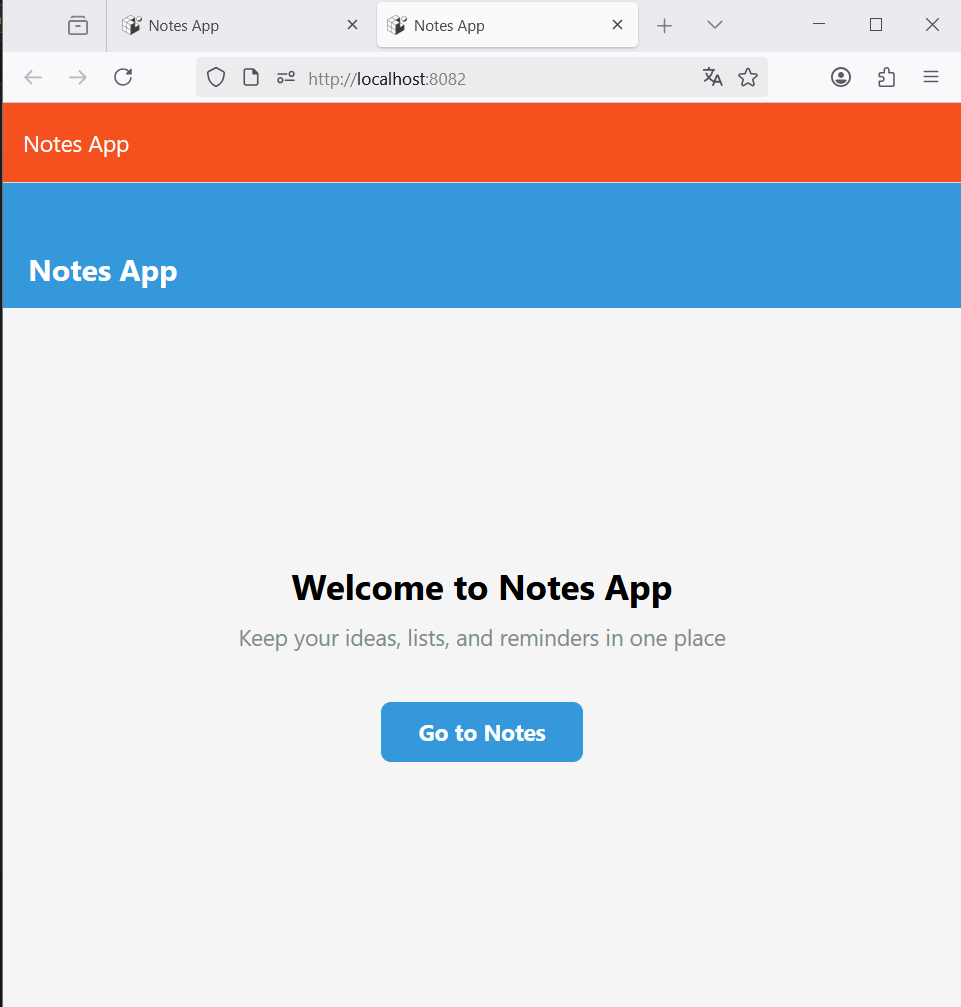 Notes App
Notes App
http://localhost:8082
Notes App
Notes App
Welcome to Notes App
Keep your ideas, lists, and reminders in one place
Go to Notes